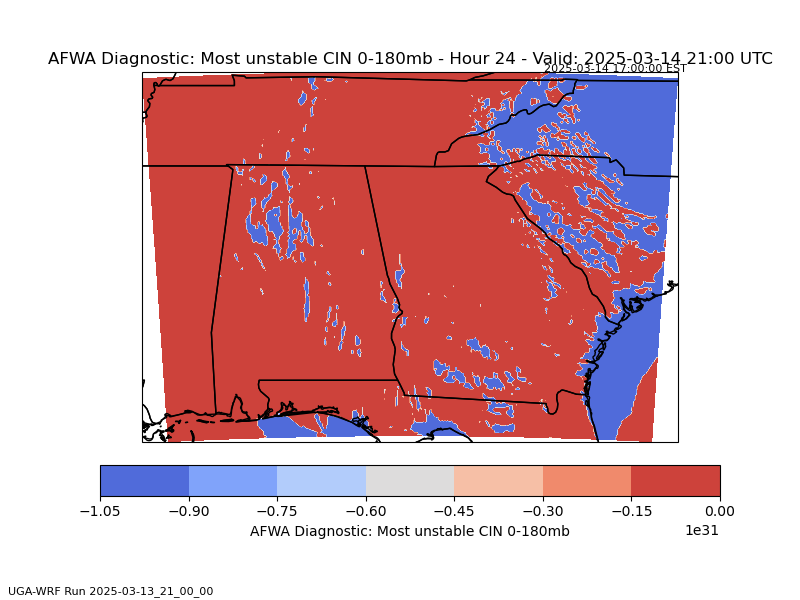 AFWA Diagnostic: Most unstable CIN 0-180mb - Hour 24 - Valid: 2025-03-14 21:00 UTC
2025-03-14 17:00:00 EST
−1.05 −0.90 −0.75 −0.60 −0.45 −0.30 −0.15 0.00
1e31
AFWA Diagnostic: Most unstable CIN 0-180mb
UGA-WRF Run 2025-03-13_21_00_00